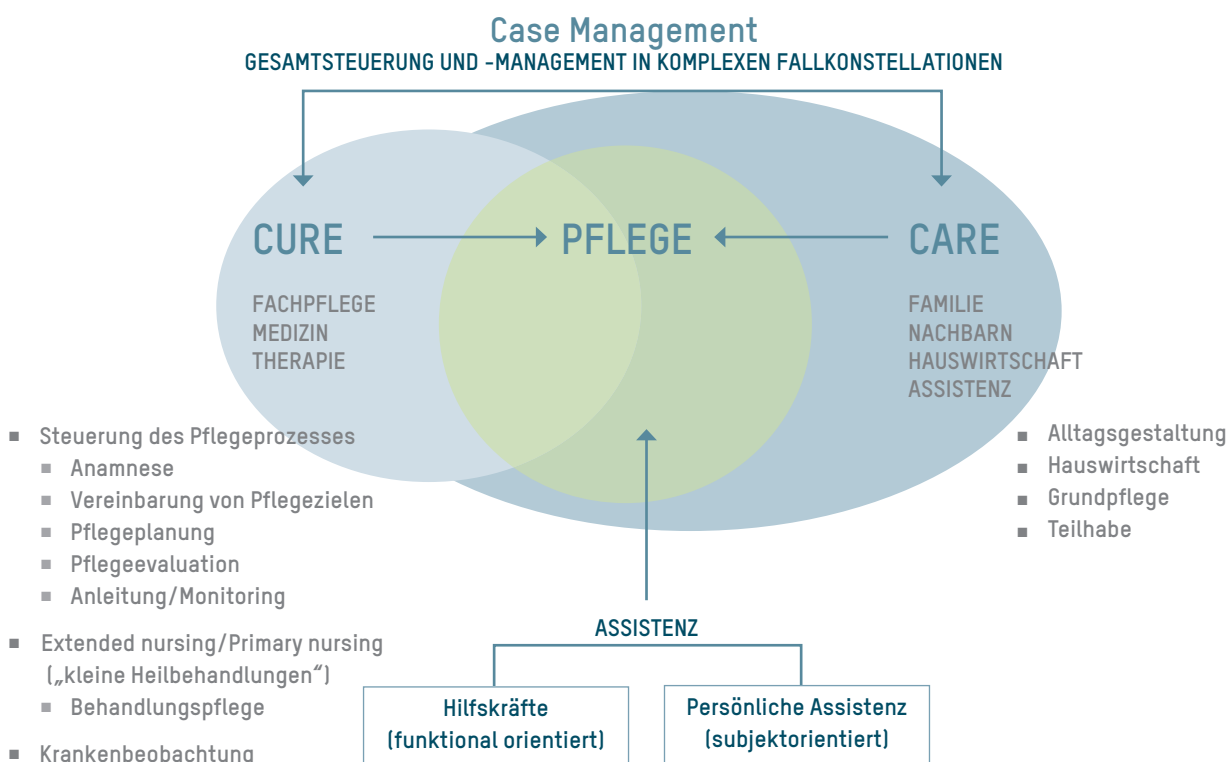 Case Management
GESAMTSTEUERUNG UND -MANAGEMENT IN KOMPLEXEN FALLKONSTELLATIONEN
CURE
PFLEGE
CARE
FACHPFLEGE
MEDIZIN
THERAPIE
FAMILIE
NACHBARN
HAUSWIRTSCHAFT
ASSISTENZ
■ Steuerung des Pflegeprozesses
■ Anamnese
■ Vereinbarung von Pflegezielen
■ Pflegeplanung
■ Pflegeevaluation
■ Anleitung/Monitoring
■ Extended nursing/Primary nursing
(„kleine Heilbehandlungen“)
■ Behandlungspflege
■ Krankenbeobachtung
■ Alltagsgestaltung
■ Hauswirtschaft
■ Grundpflege
■ Teilhabe
ASSISTENZ
Hilfskräfte
(funktional orientiert)
Persönliche Assistenz
(subjektorientiert)